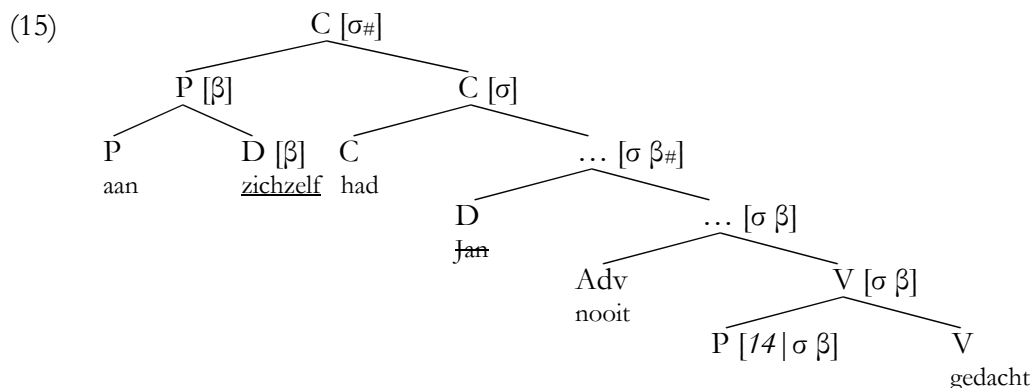 (15) C [σ#]
P [β] C [σ]
P D [β] C … [σ β#]
aan zichzelf had
D … [σ β]
Jan
Adv V [σ β]
nooit
P [14|σ β] V
gedacht